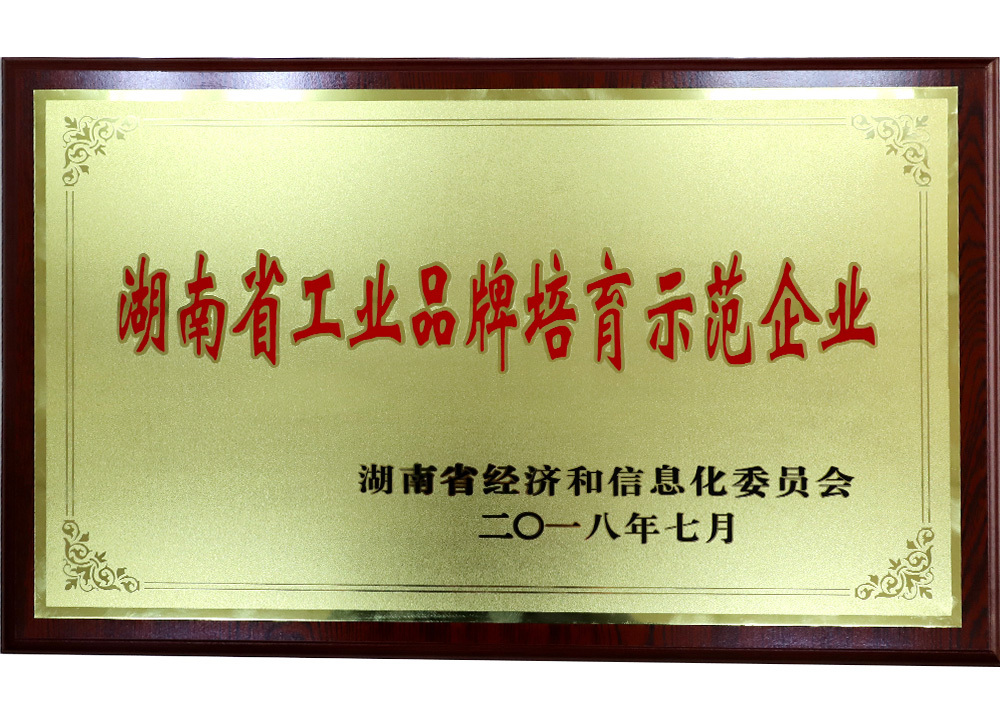 湖南省工业品牌培育示范企业
湖南省经济和信息化委员会
二〇一八年七月